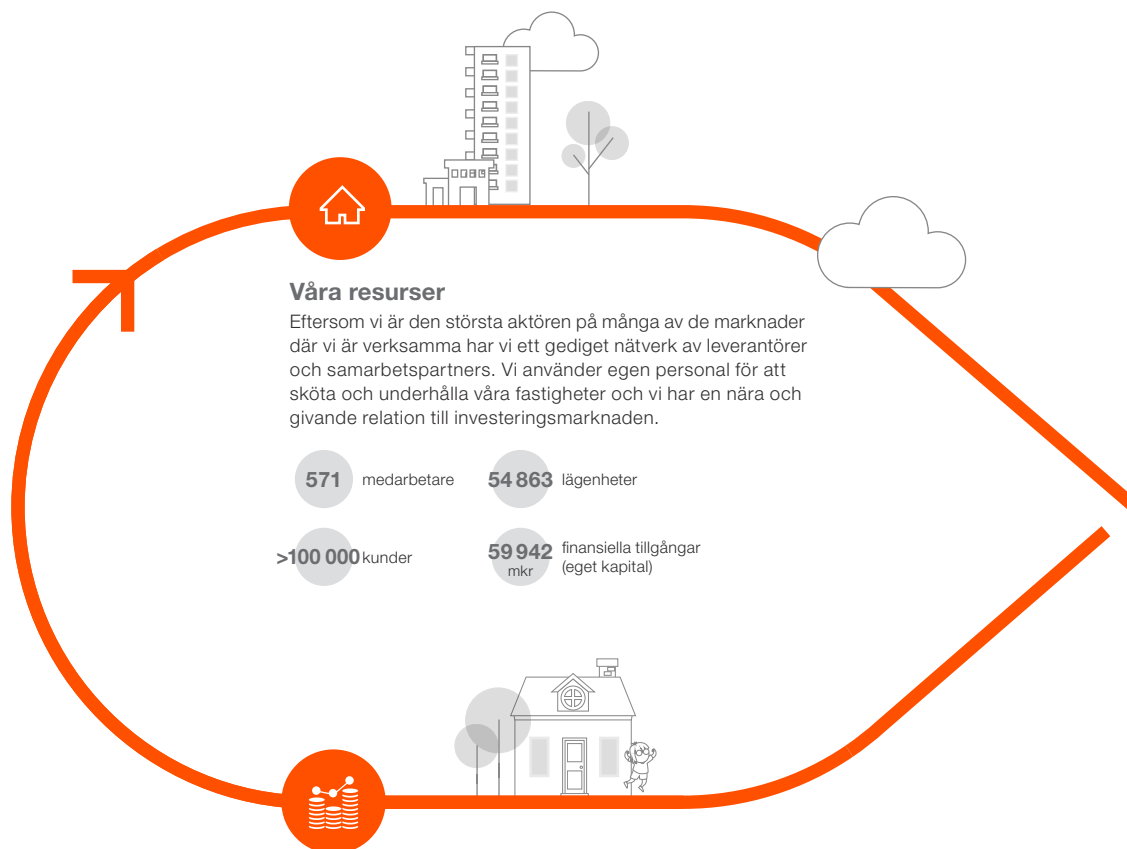 Våra resurser
Eftersom vi är den största aktören på många av de marknader
där vi är verksamma har vi ett gediget nätverk av leverantörer
och samarbetspartners. Vi använder egen personal för att
sköta och underhålla våra fastigheter och vi har en nära och
givande relation till investeringsmarknaden.
571 medarbetare
54 863 lägenheter
>100 000 kunder
59 942 mkr
finansiella tillgångar
(eget kapital)